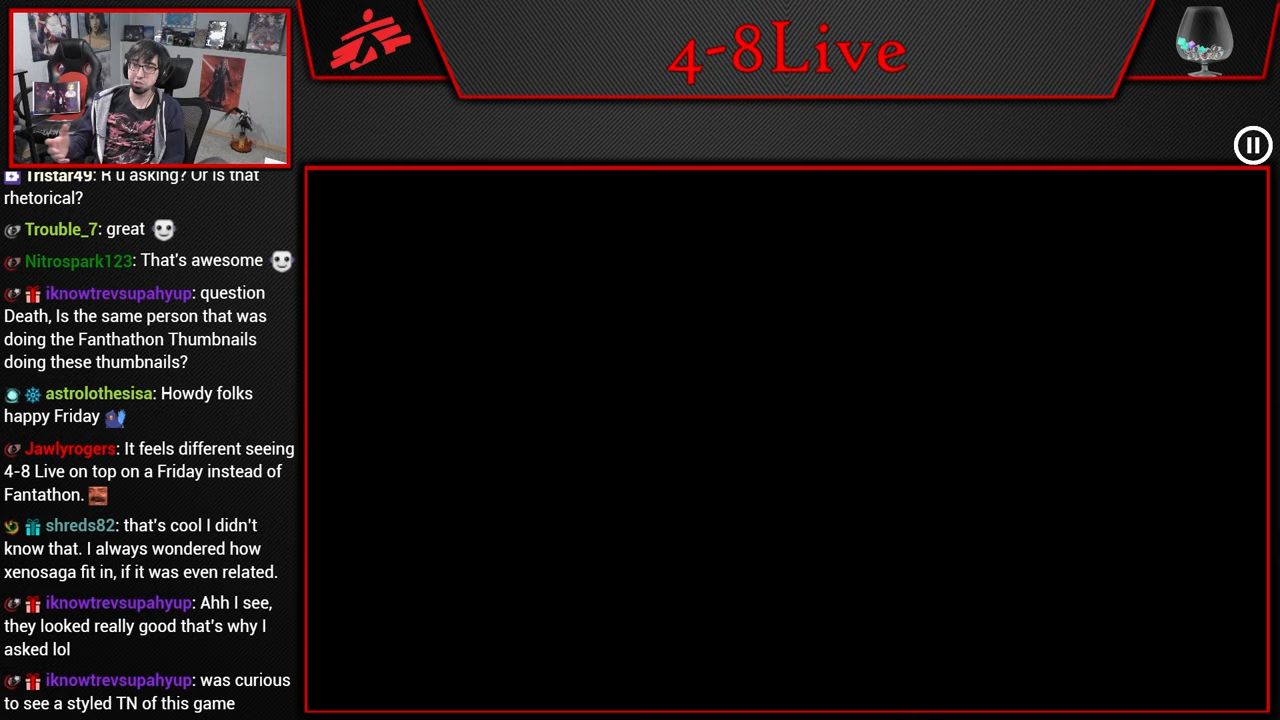 4-8Live
Tristar49: R u asking? Or is that
rhetorical?
Trouble_7: great
Nitrospark123: That's awesome
iknowtrevsupahyup: question
Death, Is the same person that was
doing the Fanthathon Thumbnails
doing these thumbnails?
astrolothesisa: Howdy folks
happy Friday
Jawlyrogers: It feels different seeing
4-8 Live on top on a Friday instead of
Fantathon.
shreds82: that's cool I didn't
know that. I always wondered how
xenosaga fit in, if it was even related.
iknowtrevsupahyup: Ahh I see,
they looked really good that's why I
asked lol
iknowtrevsupahyup: was curious
to see a styled TN of this game